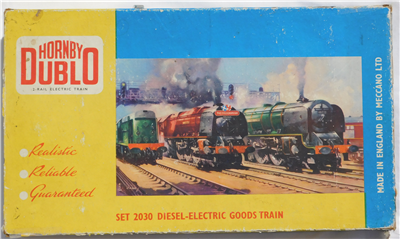 HORNBY
DUBLO
2-RAIL ELECTRIC TRAIN
Realistic
Reliable
Guaranteed
SET 2030 DIESEL-ELECTRIC GOODS TRAIN
MADE IN ENGLAND BY MECCANO LTD